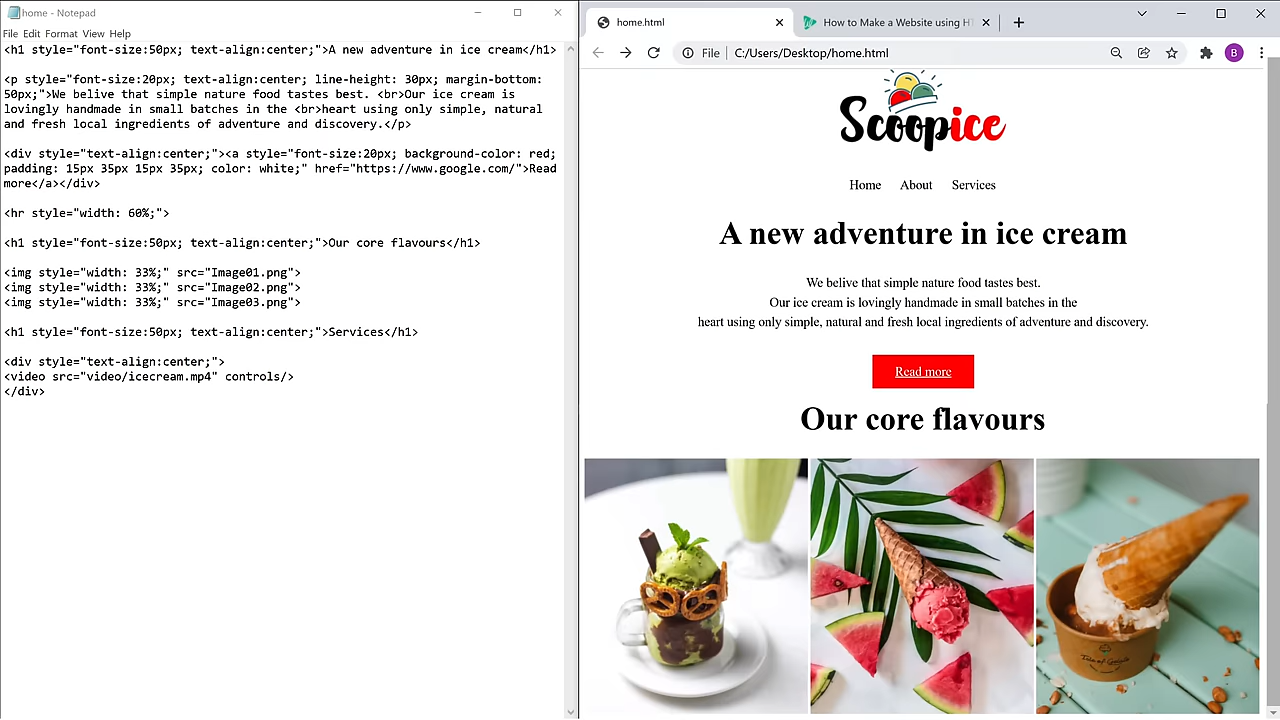 home - Notepad
File Edit Format View Help
<h1 style="font-size:50px; text-align:center;">A new adventure in ice cream</h1>
<p style="font-size:20px; text-align:center; line-height: 30px; margin-bottom:
50px;">We belive that simple nature food tastes best. <br>Our ice cream is
lovingly handmade in small batches in the <br>heart using only simple, natural
and fresh local ingredients of adventure and discovery.</p>
<div style="text-align:center;"><a style="font-size:20px; background-color: red;
padding: 15px 35px 15px 35px; color: white;" href="https://www.google.com/">Read
more</a></div>
<hr style="width: 60%;">
<h1 style="font-size:50px; text-align:center;">Our core flavours</h1>
<img style="width: 33%;" src="Image01.png">
<img style="width: 33%;" src="Image02.png">
<img style="width: 33%;" src="Image03.png">
<h1 style="font-size:50px; text-align:center;">Services</h1>
<div style="text-align:center;">
<video src="video/icecream.mp4" controls/>
</div>
home.html
How to Make a Website using HT
File
C:/Users/Desktop/home.html
B
Scoopice
Home About Services
A new adventure in ice cream
We belive that simple nature food tastes best.
Our ice cream is lovingly handmade in small batches in the
heart using only simple, natural and fresh local ingredients of adventure and discovery.
Read more
Our core flavours